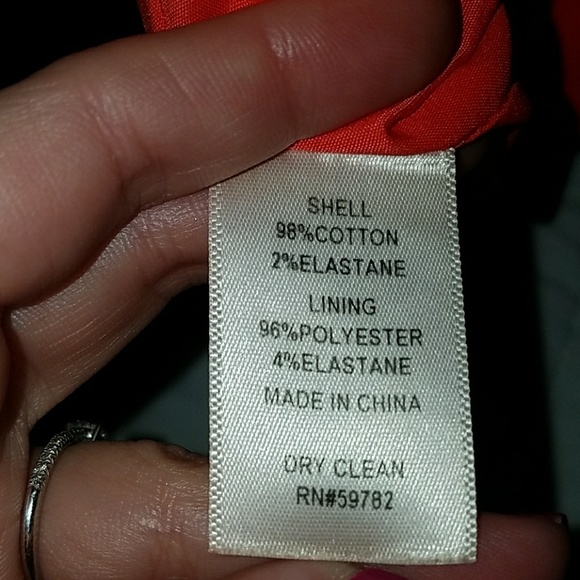 SHELL
98%COTTON
2%ELASTANE
LINING
96%POLYESTER
4%ELASTANE
MADE IN CHINA
DRY CLEAN
RN#59782